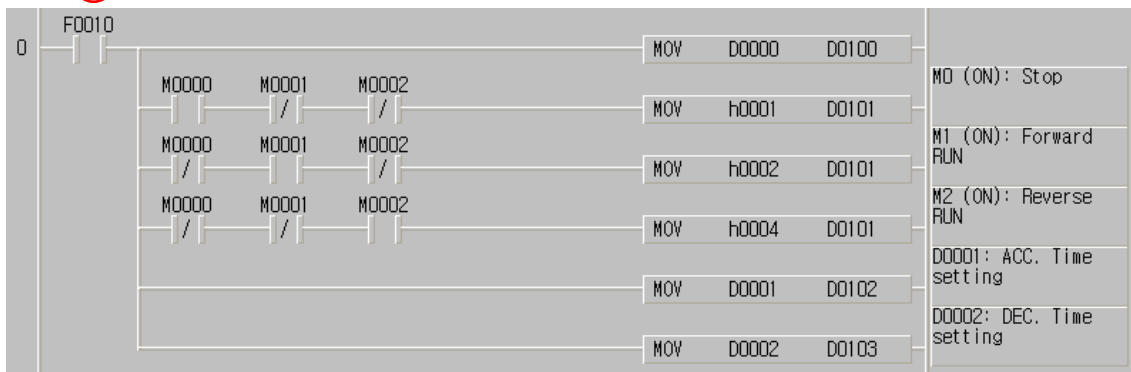 F0010
0
MOV D0000 D0100
M0000 M0001 M0002
MOV h0001 D0101
M0 (ON): Stop
M0000 M0001 M0002
MOV h0002 D0101
M1 (ON): Forward
RUN
M0000 M0001 M0002
MOV h0004 D0101
M2 (ON): Reverse
RUN
MOV D0001 D0102
D0001: ACC. Time
setting
MOV D0002 D0103
D0002: DEC. Time
setting